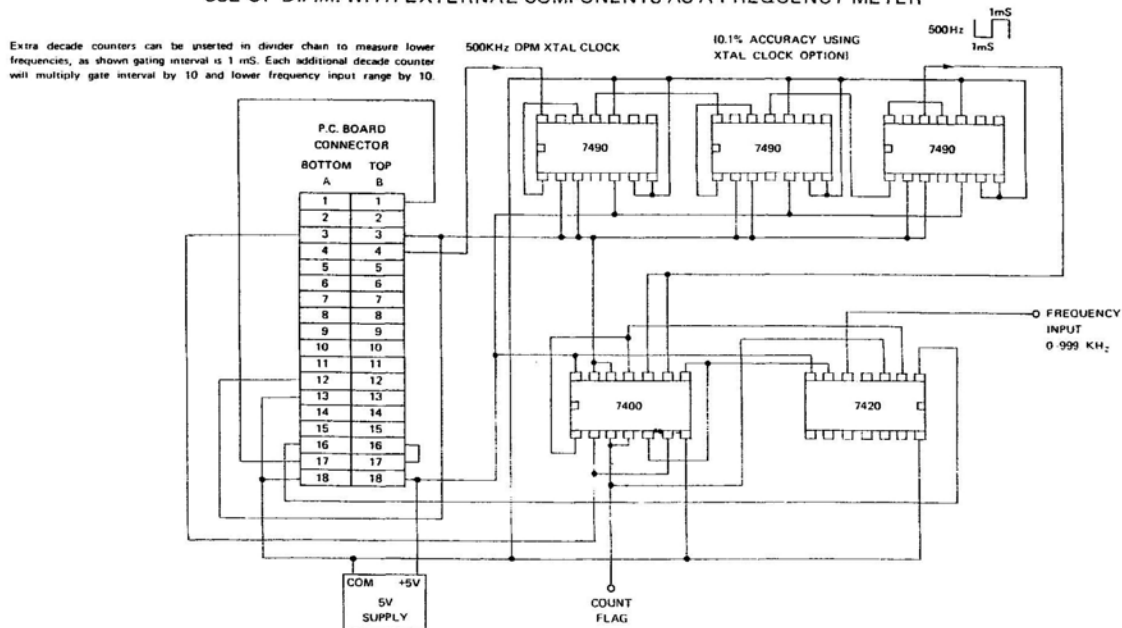 Extra decade counters can be inserted in divider chain to measure lower
frequencies, as shown gating interval is 1 mS. Each additional decade counter
will multiply gate interval by 10 and lower frequency input range by 10.
500KHz DPM XTAL CLOCK
(0.1% ACCURACY USING
XTAL CLOCK OPTION)
500Hz
1mS
1mS
7490
7490
7490
P.C. BOARD
CONNECTOR
BOTTOM TOP
A B
1 1
2 2
3 3
4 4
5 5
6 6
7 7
8 8
9 9
10 10
11 11
12 12
13 13
14 14
15 15
16 16
17 17
18 18
7400
7420
FREQUENCY
INPUT
0-999 KHz
COM +5V
5V
SUPPLY
COUNT
FLAG